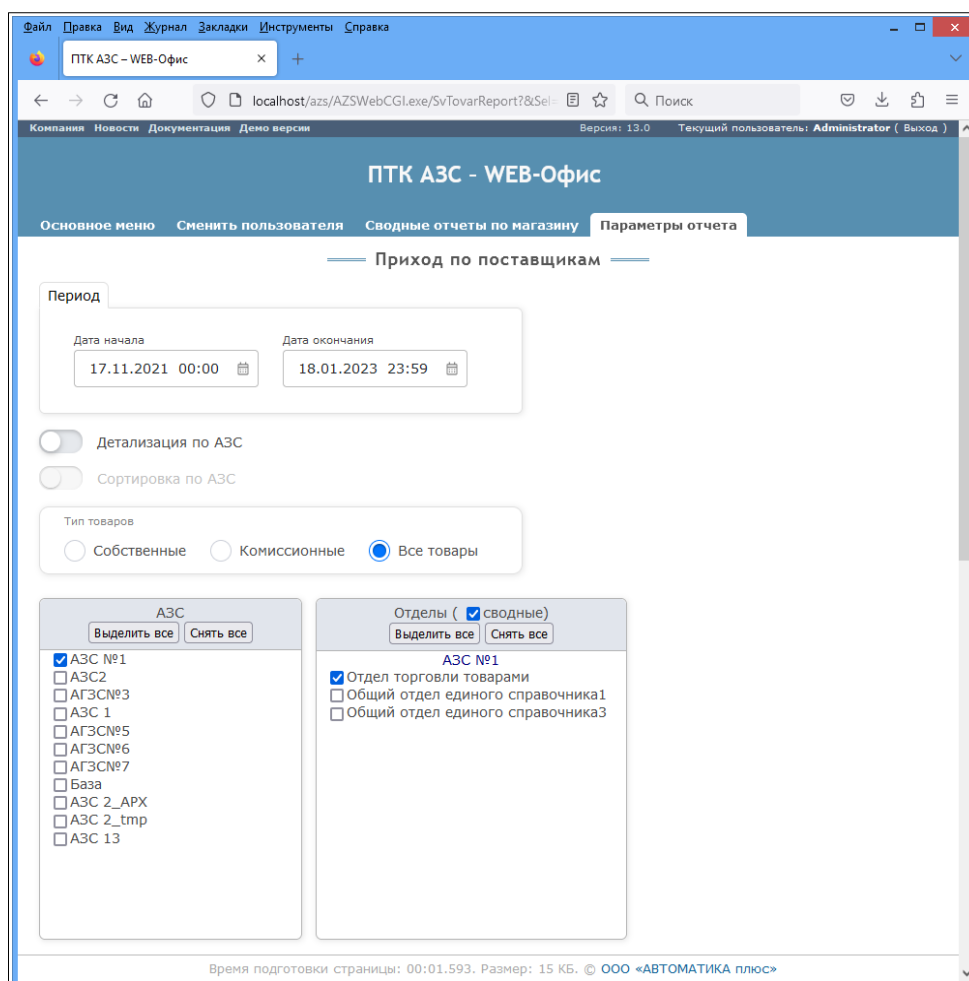 Файл Правка Вид Журнал Закладки Инструменты Справка
ПТК АЗС – WEB-Офис
localhost/azs/AZSWebCGI.exe/SvTovarReport?&Sel= Поиск
Компания Новости Документация Демо версии Версия: 13.0 Текущий пользователь: Administrator ( Выход )
ПТК АЗС – WEB-Офис
Основное меню Сменить пользователя Сводные отчеты по магазину Параметры отчета
Приход по поставщикам
Период
Дата начала Дата окончания
17.11.2021 00:00 18.01.2023 23:59
Детализация по АЗС
Сортировка по АЗС
Тип товаров
Собственные Комиссионные Все товары
АЗС
Выделить все Снять все
АЗС №1
АЗС2
АГЗС№3
АЗС 1
АГЗС№5
АГЗС№6
АГЗС№7
База
АЗС 2_АРХ
АЗС 2_tmp
АЗС 13
Отделы ( сводные)
Выделить все Снять все
АЗС №1
Отдел торговли товарами
Общий отдел единого справочника1
Общий отдел единого справочника3
Время подготовки страницы: 00:01.593. Размер: 15 КБ. © ООО «АВТОМАТИКА плюс»